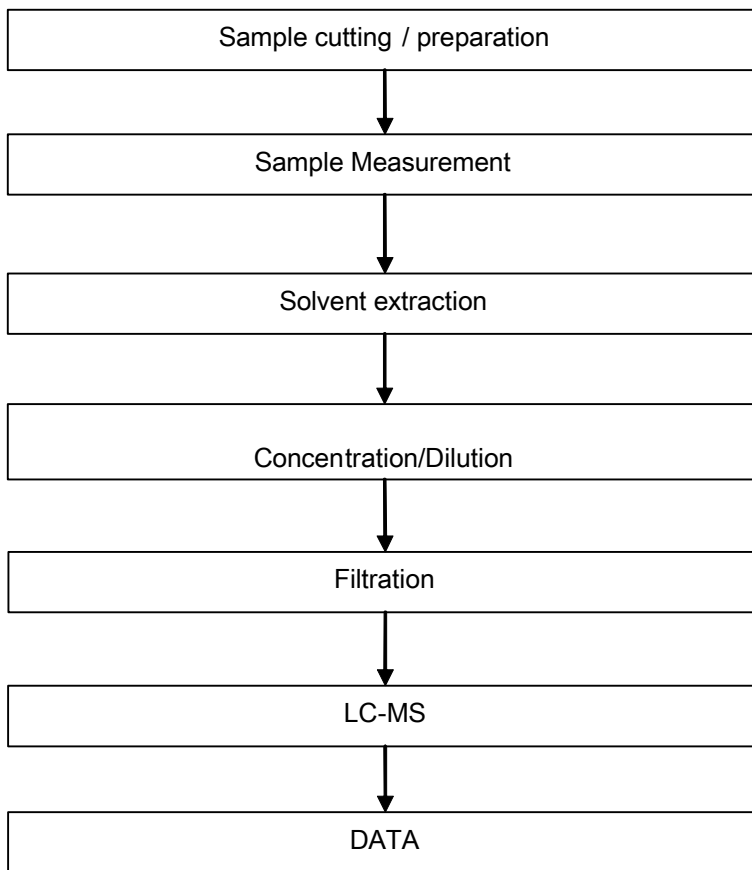 Sample cutting / preparation
Sample Measurement
Solvent extraction
Concentration/Dilution
Filtration
LC-MS
DATA